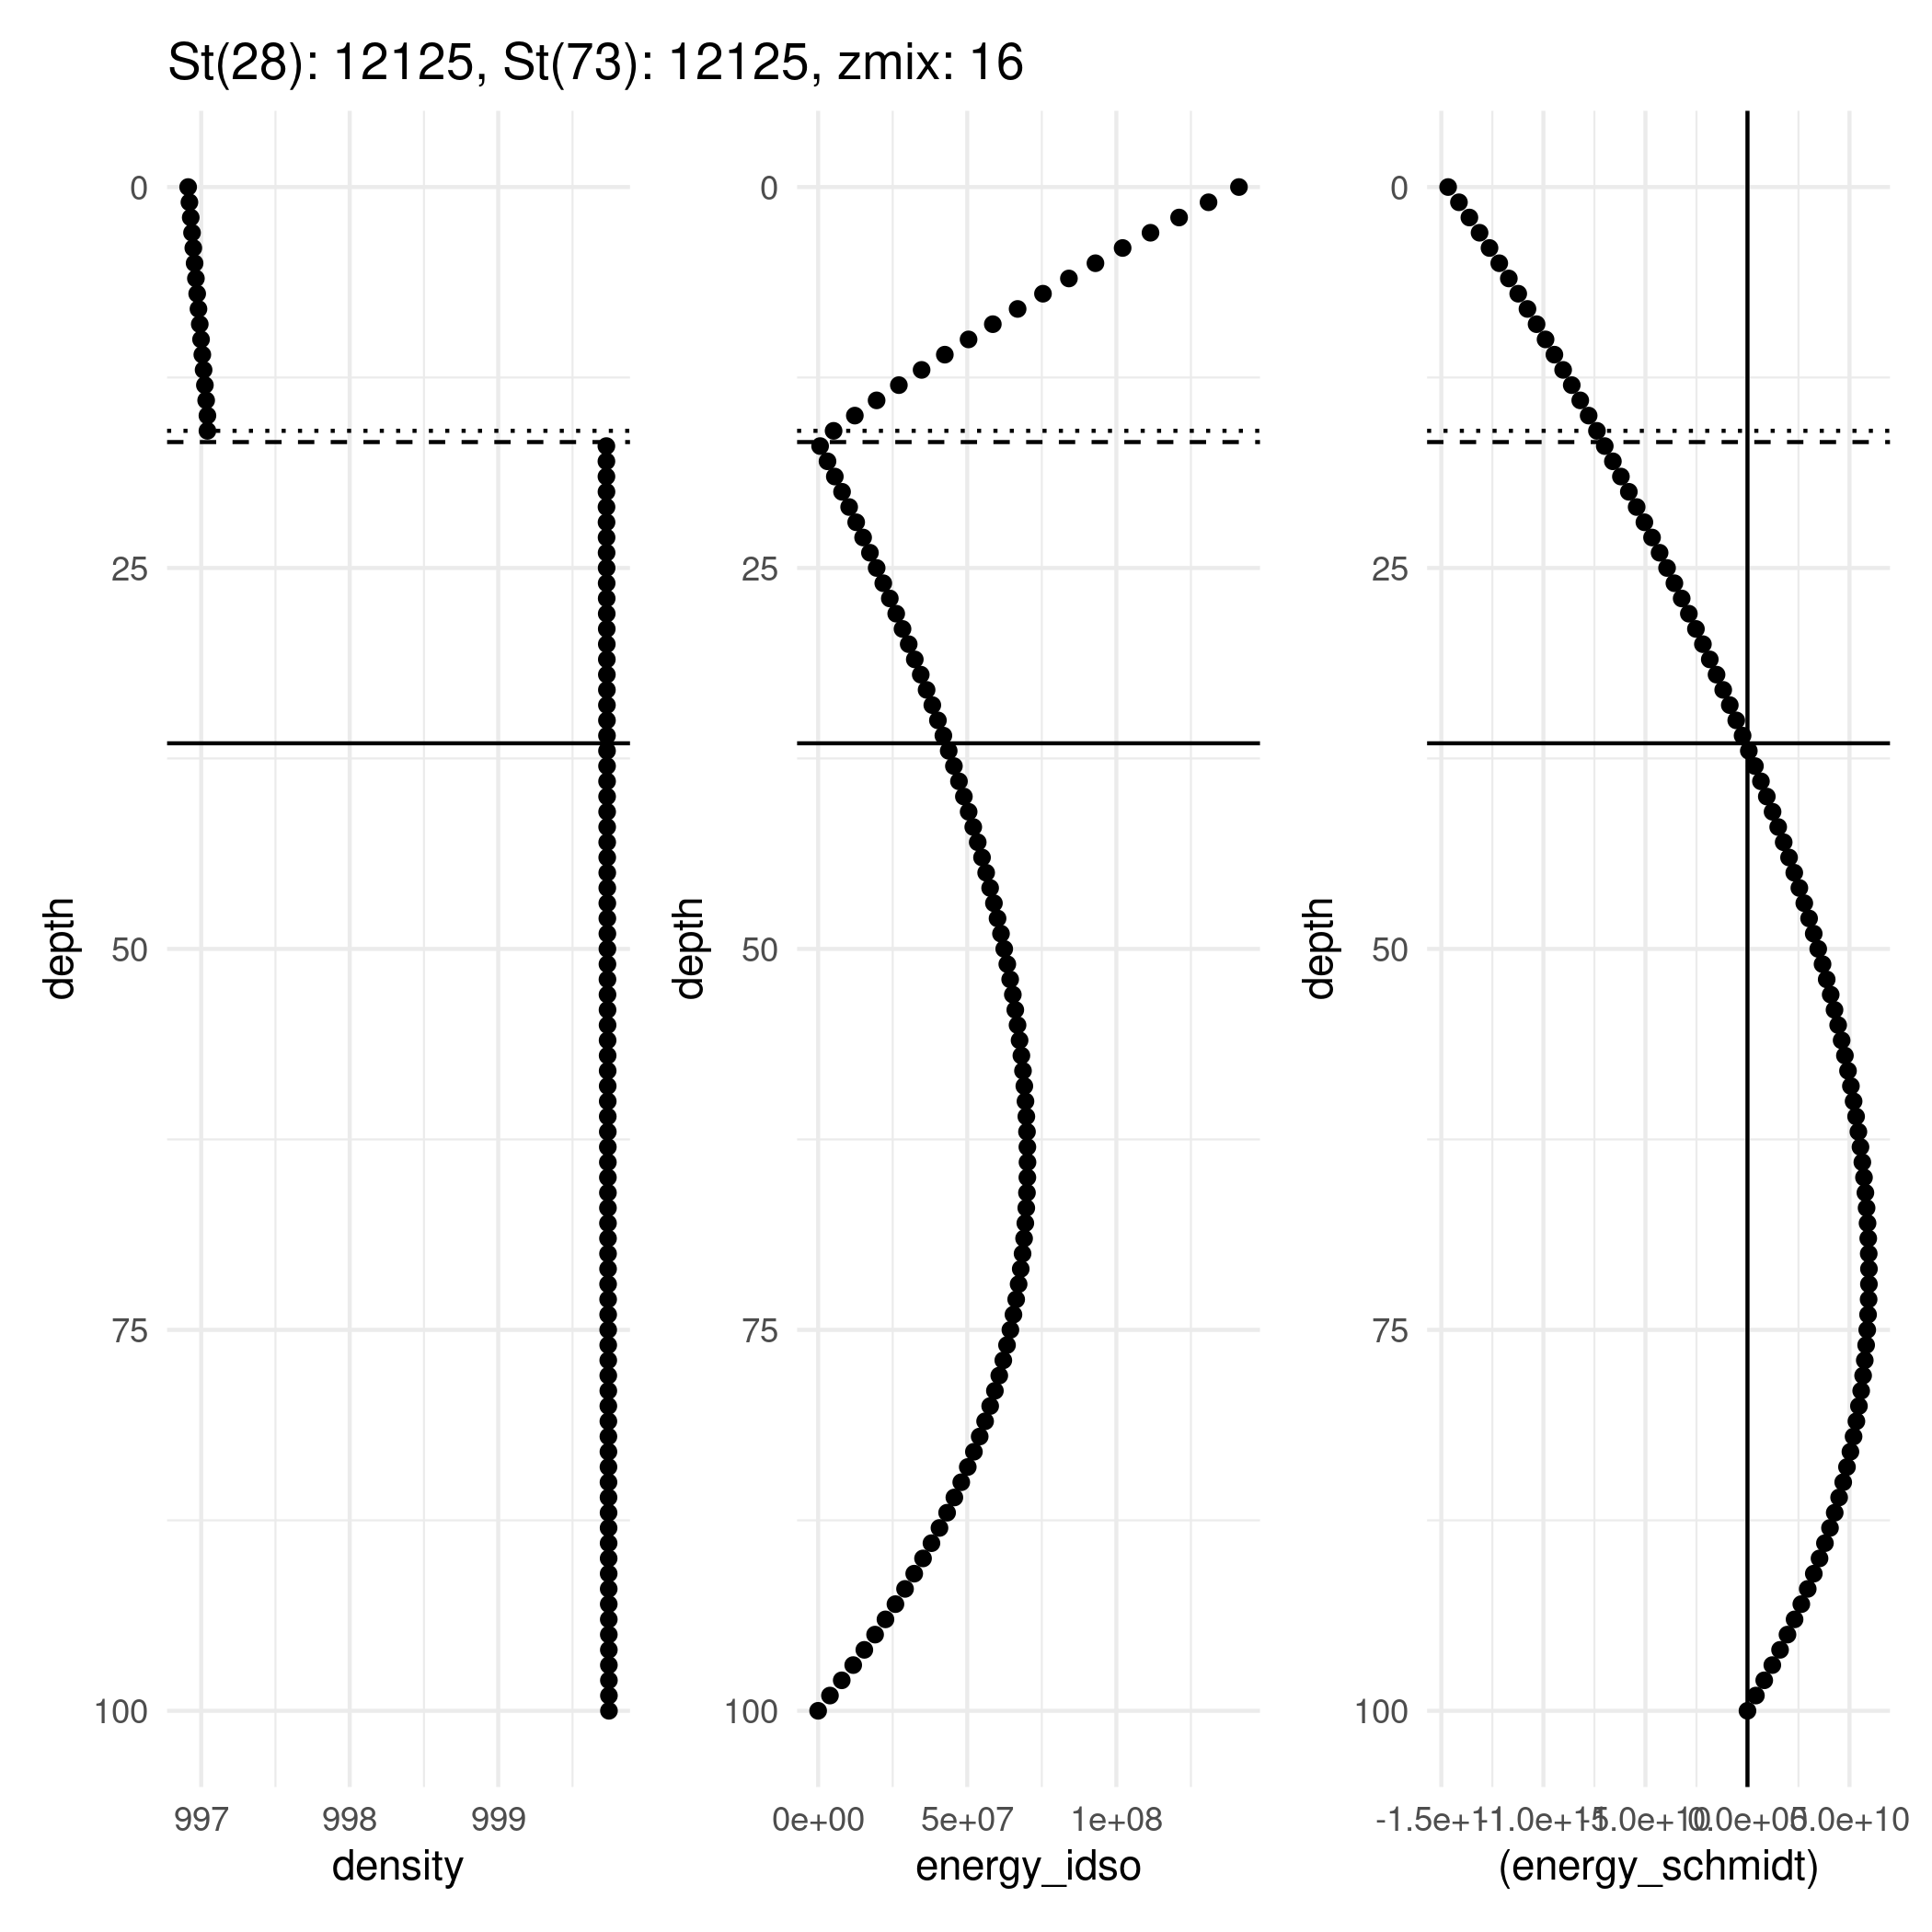 St(28): 12125, St(73): 12125, zmix: 16
depth
0
25
50
75
100
997 998 999
density
depth
0
25
50
75
100
0e+00 5e+07 1e+08
energy_idso
depth
0
25
50
75
100
-1.5e+11 -1.0e+11 -5.0e+10 0.0e+00 5.0e+10
(energy_schmidt)